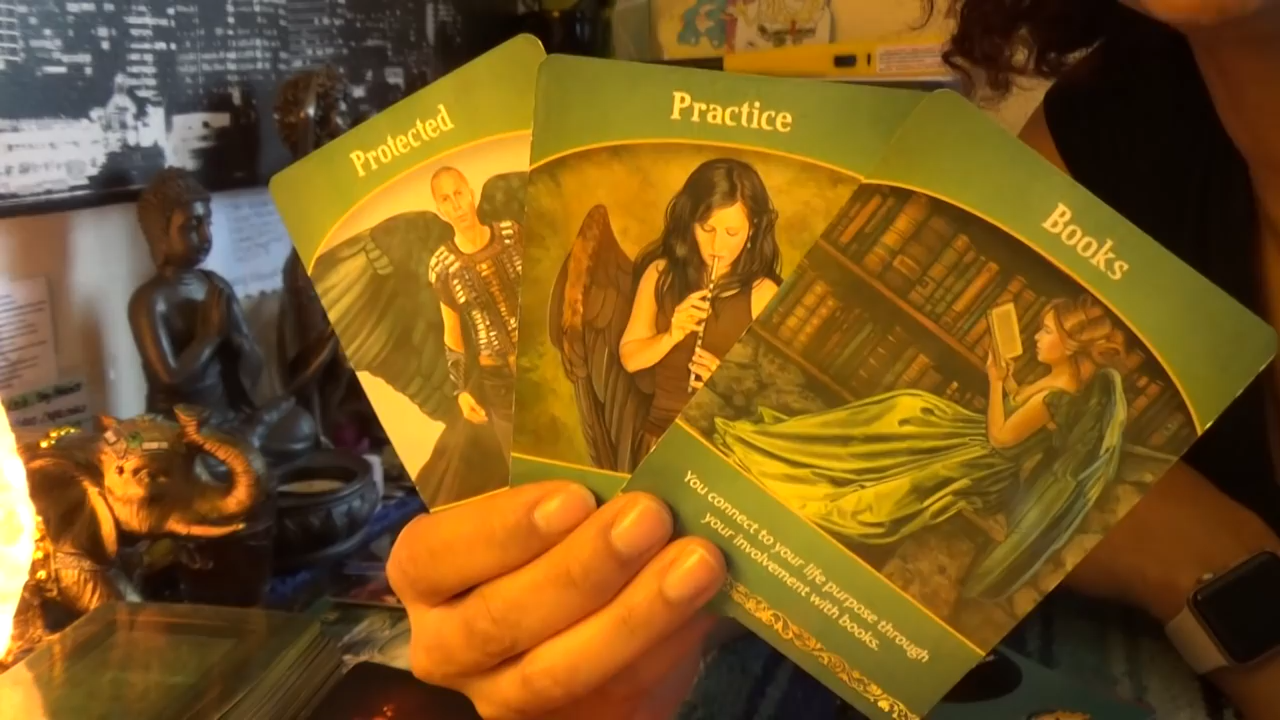 Protected
Practice
Books
You connect to your life purpose through
your involvement with books.